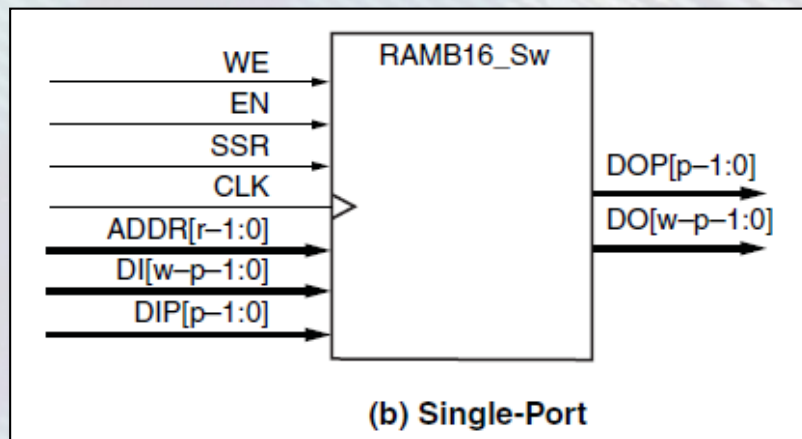 WE
EN
SSR
CLK
ADDR[r–1:0]
DI[w–p–1:0]
DIP[p–1:0]
RAMB16_Sw
DOP[p–1:0]
DO[w–p–1:0]
(b) Single-Port